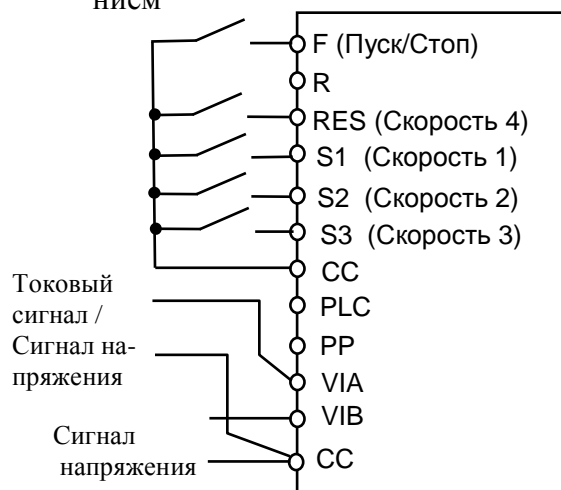 нием
F (Пуск/Стоп)
R
RES (Скорость 4)
S1 (Скорость 1)
S2 (Скорость 2)
S3 (Скорость 3)
CC
Токовый
сигнал /
Сигнал на-
пряжения
PLC
PP
VIA
VIB
Сигнал
напряжения
CC